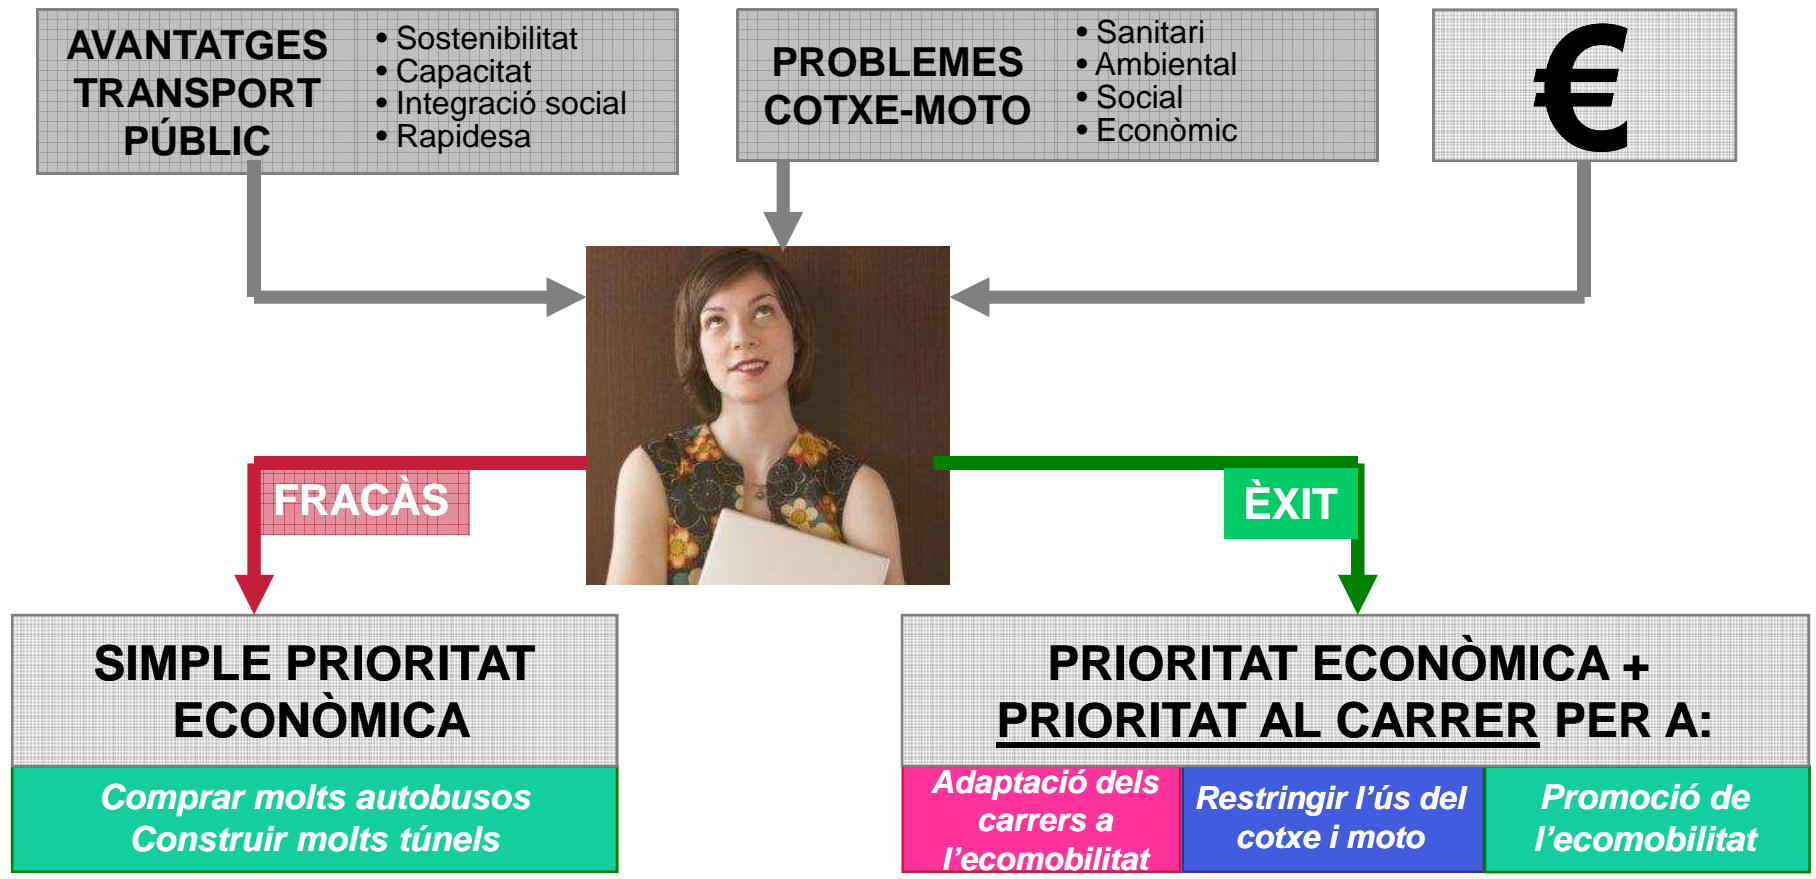 AVANTATGES
TRANSPORT
PÚBLIC
• Sostenibilitat
• Capacitat
• Integració social
• Rapidesa
PROBLEMES
COTXE-MOTO
• Sanitari
• Ambiental
• Social
• Econòmic
€
FRACÀS
ÈXIT
SIMPLE PRIORITAT
ECONÒMICA
Comprar molts autobusos
Construir molts túnels
PRIORITAT ECONÒMICA +
PRIORITAT AL CARRER PER A:
Adaptació dels
carrers a
l’ecomobilitat
Restringir l’ús del
cotxe i moto
Promoció de
l’ecomobilitat